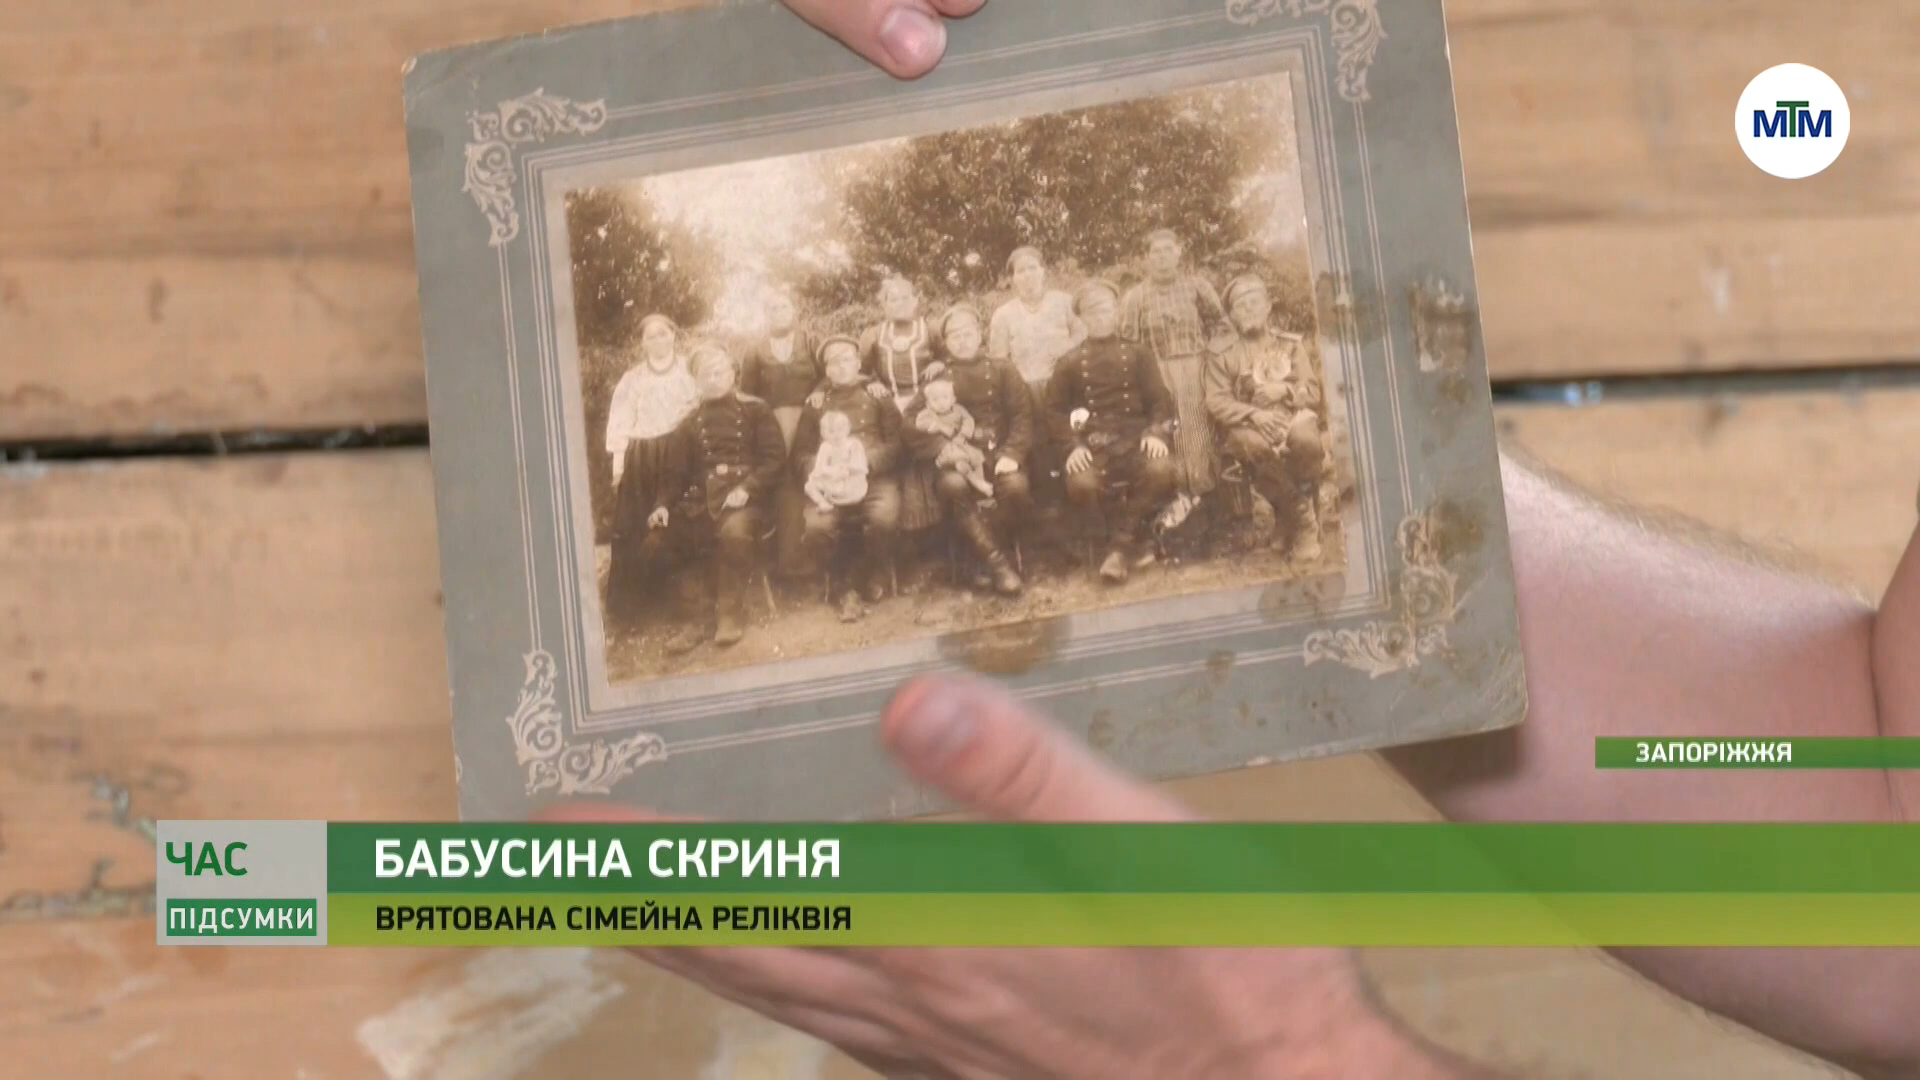 МТМ
ЗАПОРІЖЖЯ
ЧАС
ПІДСУМКИ
БАБУСИНА СКРИНЯ
ВРЯТОВАНА СІМЕЙНА РЕЛІКВІЯ